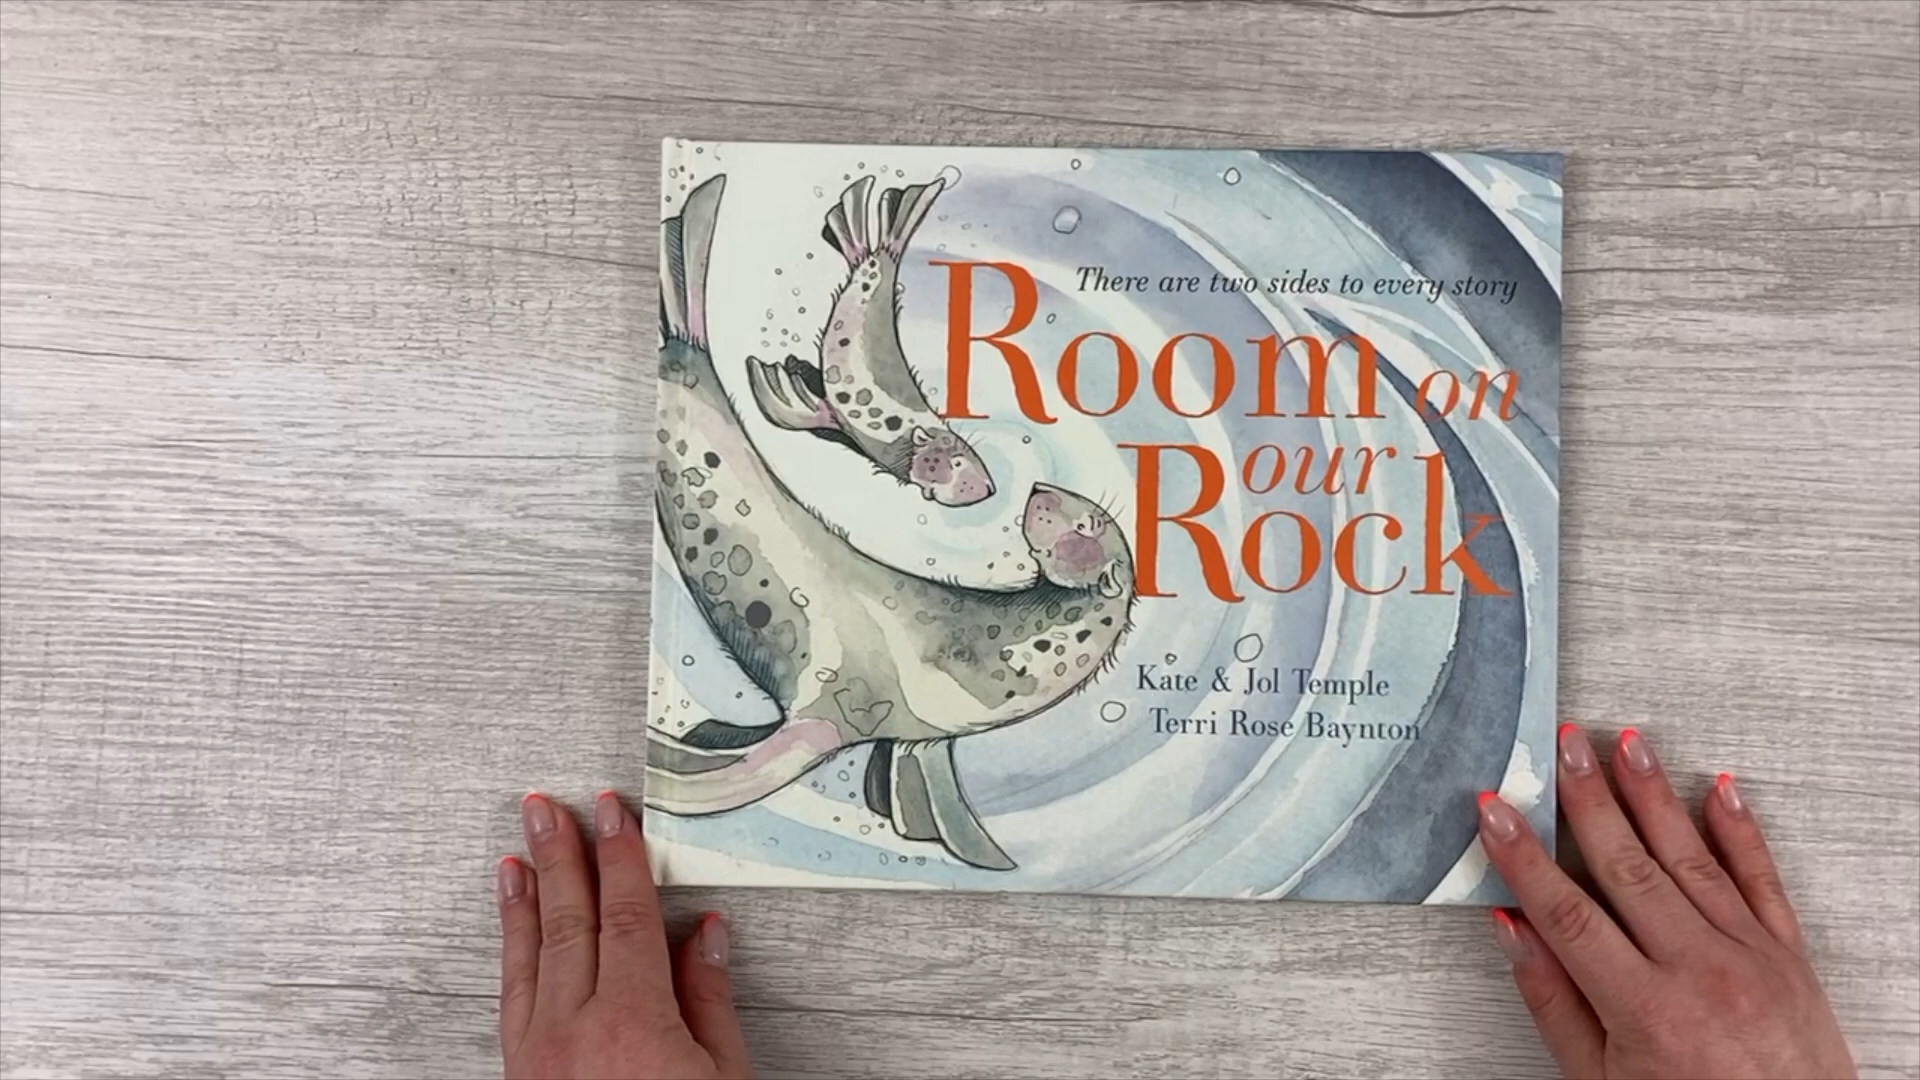 There are two sides to every story
Room on
our
Rock
Kate & Jol Temple
Terri Rose Baynton